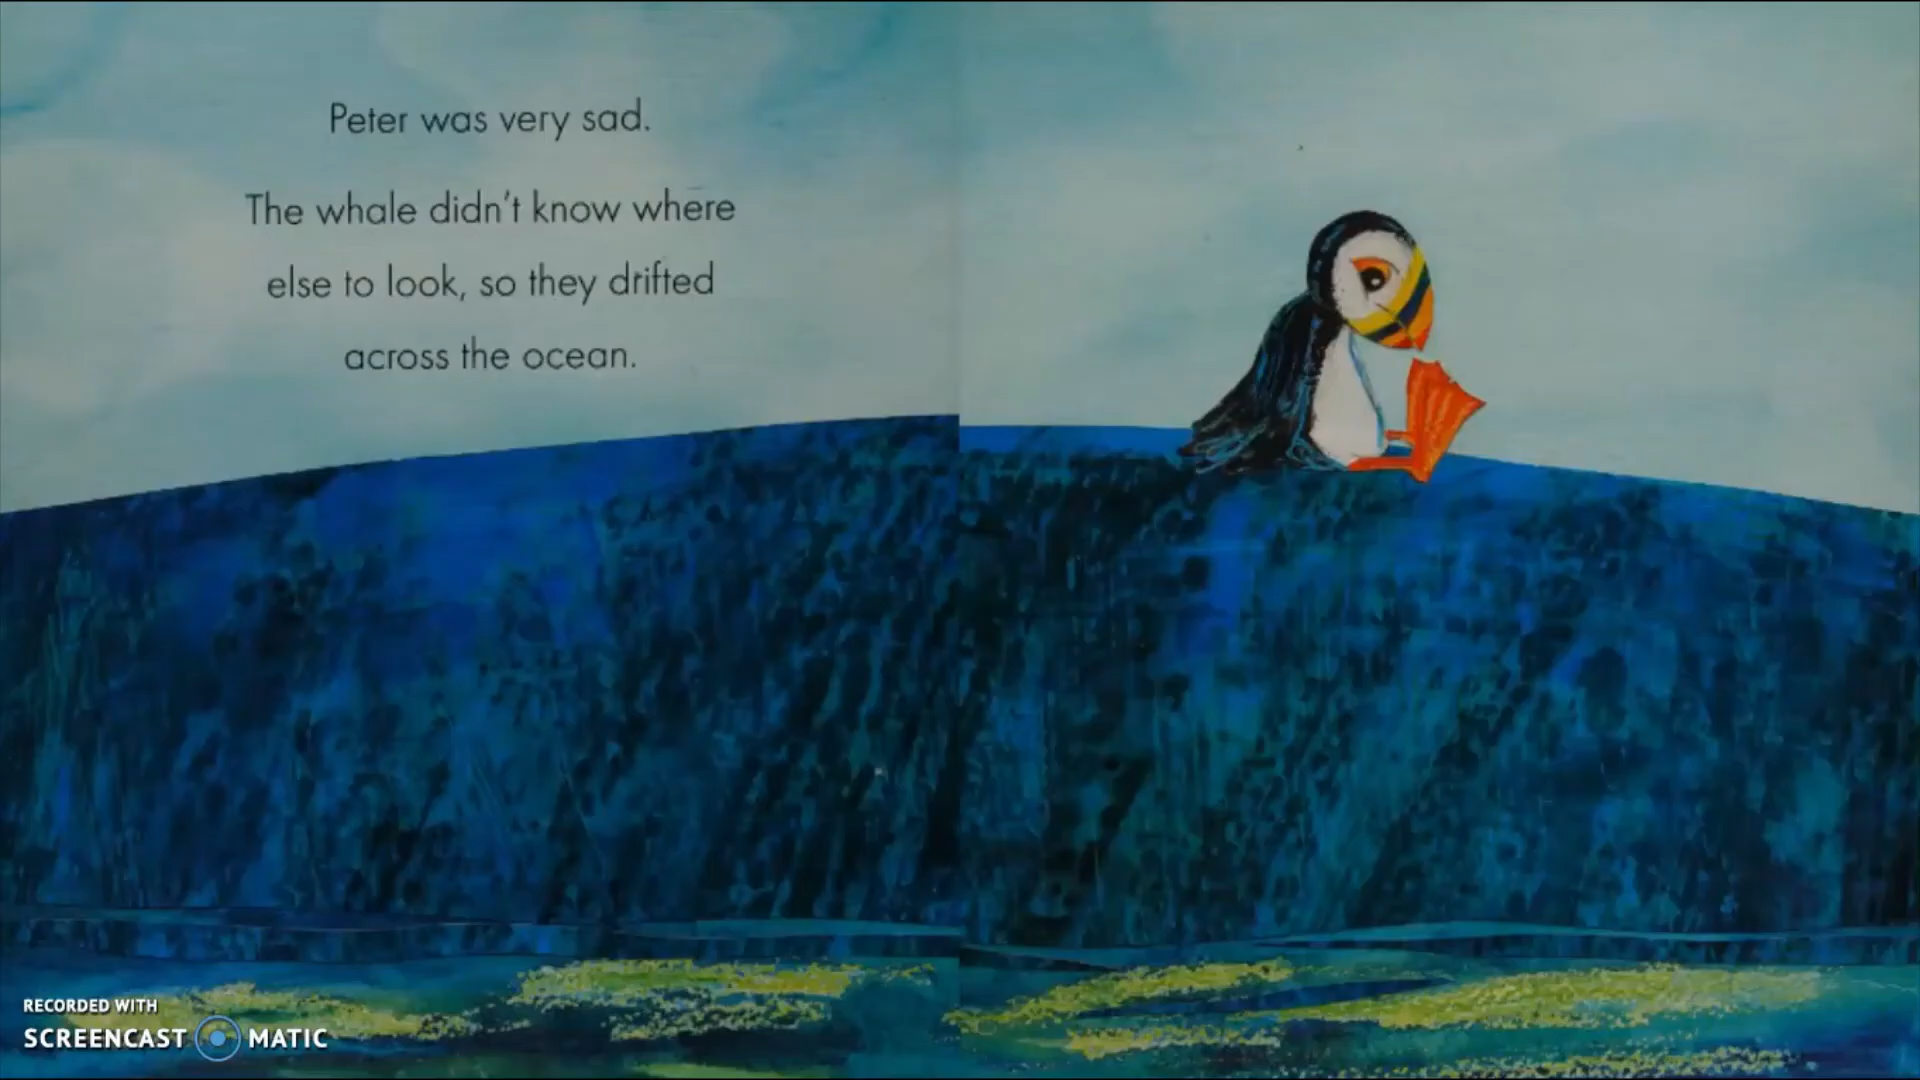 Peter was very sad.
The whale didn't know where
else to look, so they drifted
across the ocean.
RECORDED WITH
SCREENCAST MATIC